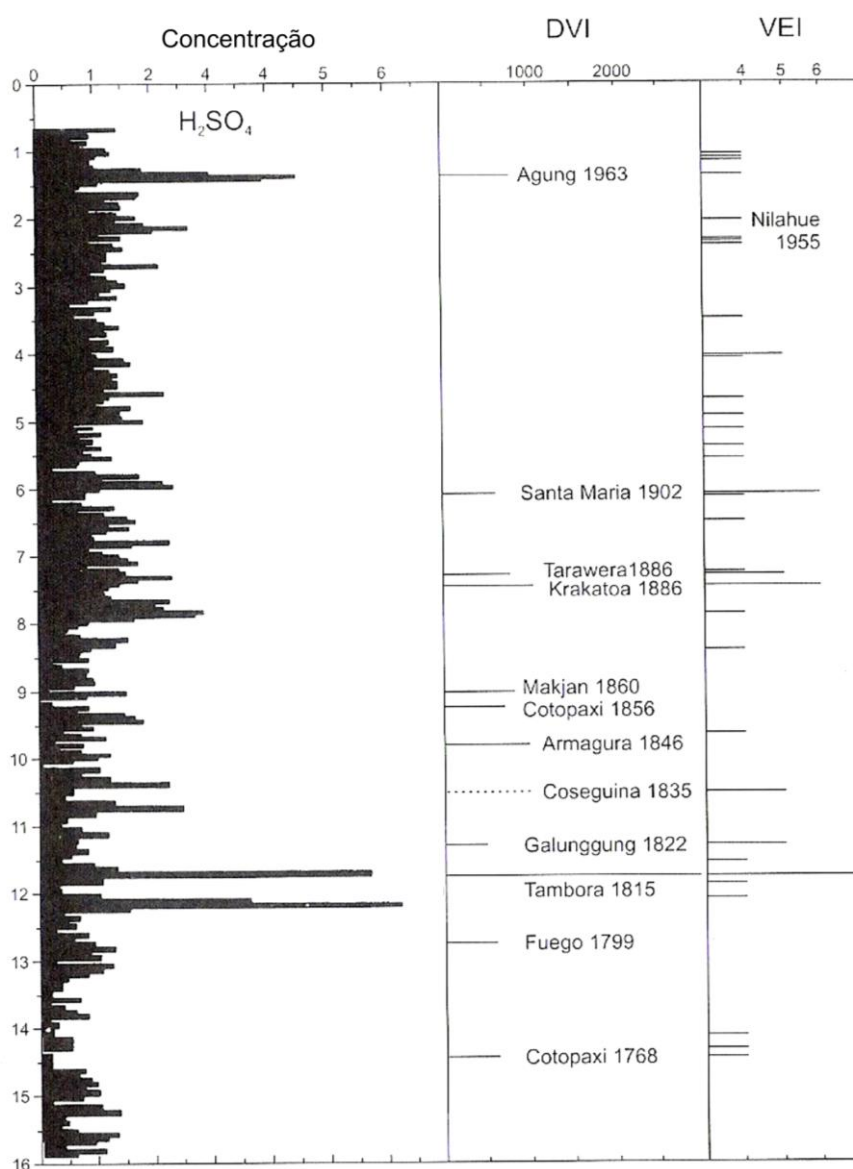 Concentração DVI VEI
0 1 2 4 4 6 1000 2000 4 5 6
0
H₂SO₄
1
Agung 1963
2
Nilahue
1955
3
4
5
6
Santa Maria 1902
7
Tarawera1886
Krakatoa 1886
8
9
Makjan 1860
Cotopaxi 1856
Armagura 1846
10
Coseguina 1835
11
Galunggung 1822
12
Tambora 1815
Fuego 1799
13
14
Cotopaxi 1768
15
16